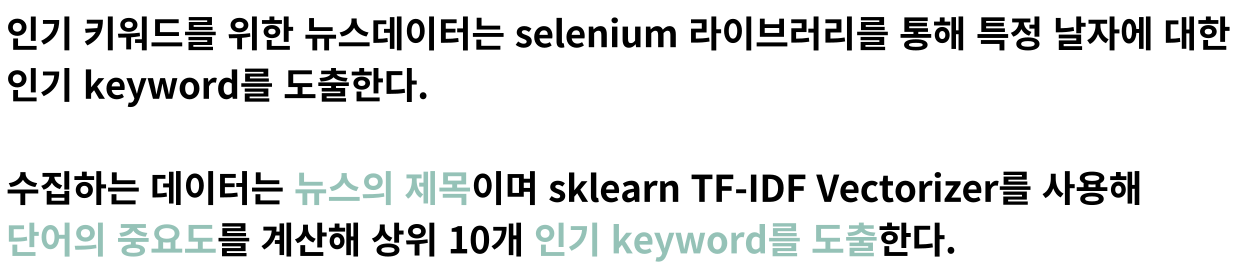 인기 키워드를 위한 뉴스데이터는 selenium 라이브러리를 통해 특정 날자에 대한
인기 keyword를 도출한다.
수집하는 데이터는 뉴스의 제목이며 sklearn TF-IDF Vectorizer를 사용해
단어의 중요도를 계산해 상위 10개 인기 keyword를 도출한다.